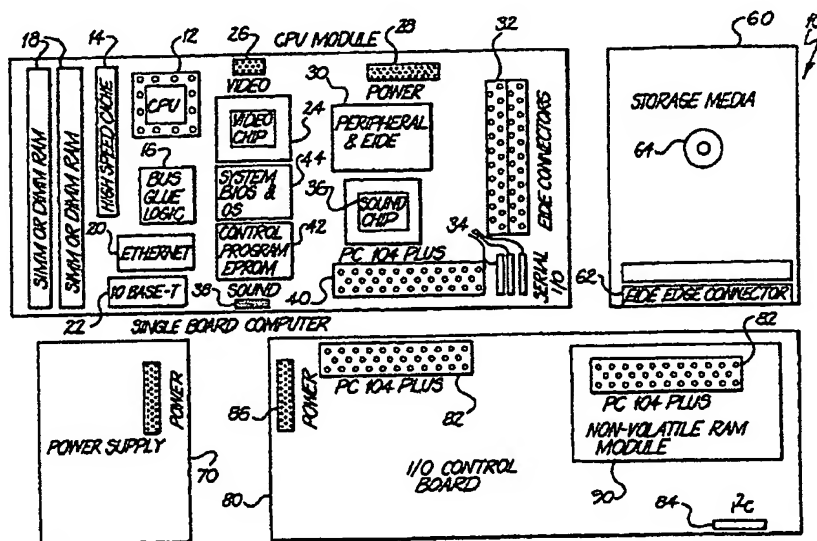 18
14
12
26
CPU MODULE
28
32
60
10
SIMM OR DIMM RAM
SIMM OR DIMM RAM
HIGH SPEED CACHE
CPU
VIDEO
POWER
30
VIDEO CHIP
24
PERIPHERAL & EIDE
EIDE CONNECTORS
STORAGE MEDIA
64
16
BUS GLUE LOGIC
SYSTEM BIOS & OS
44
36
SOUND CHIP
34
20
ETHERNET
CONTROL PROGRAM EPROM
42
PC 104 PLUS
SERIAL I/O
10 BASE-T
SOUND
38
40
62
EIDE EDGE CONNECTOR
22
SINGLE BOARD COMPUTER
POWER
POWER SUPPLY
70
86
POWER
PC 104 PLUS
82
82
PC 104 PLUS
NON-VOLATILE RAM MODULE
I/O CONTROL BOARD
80
90
84
I²C